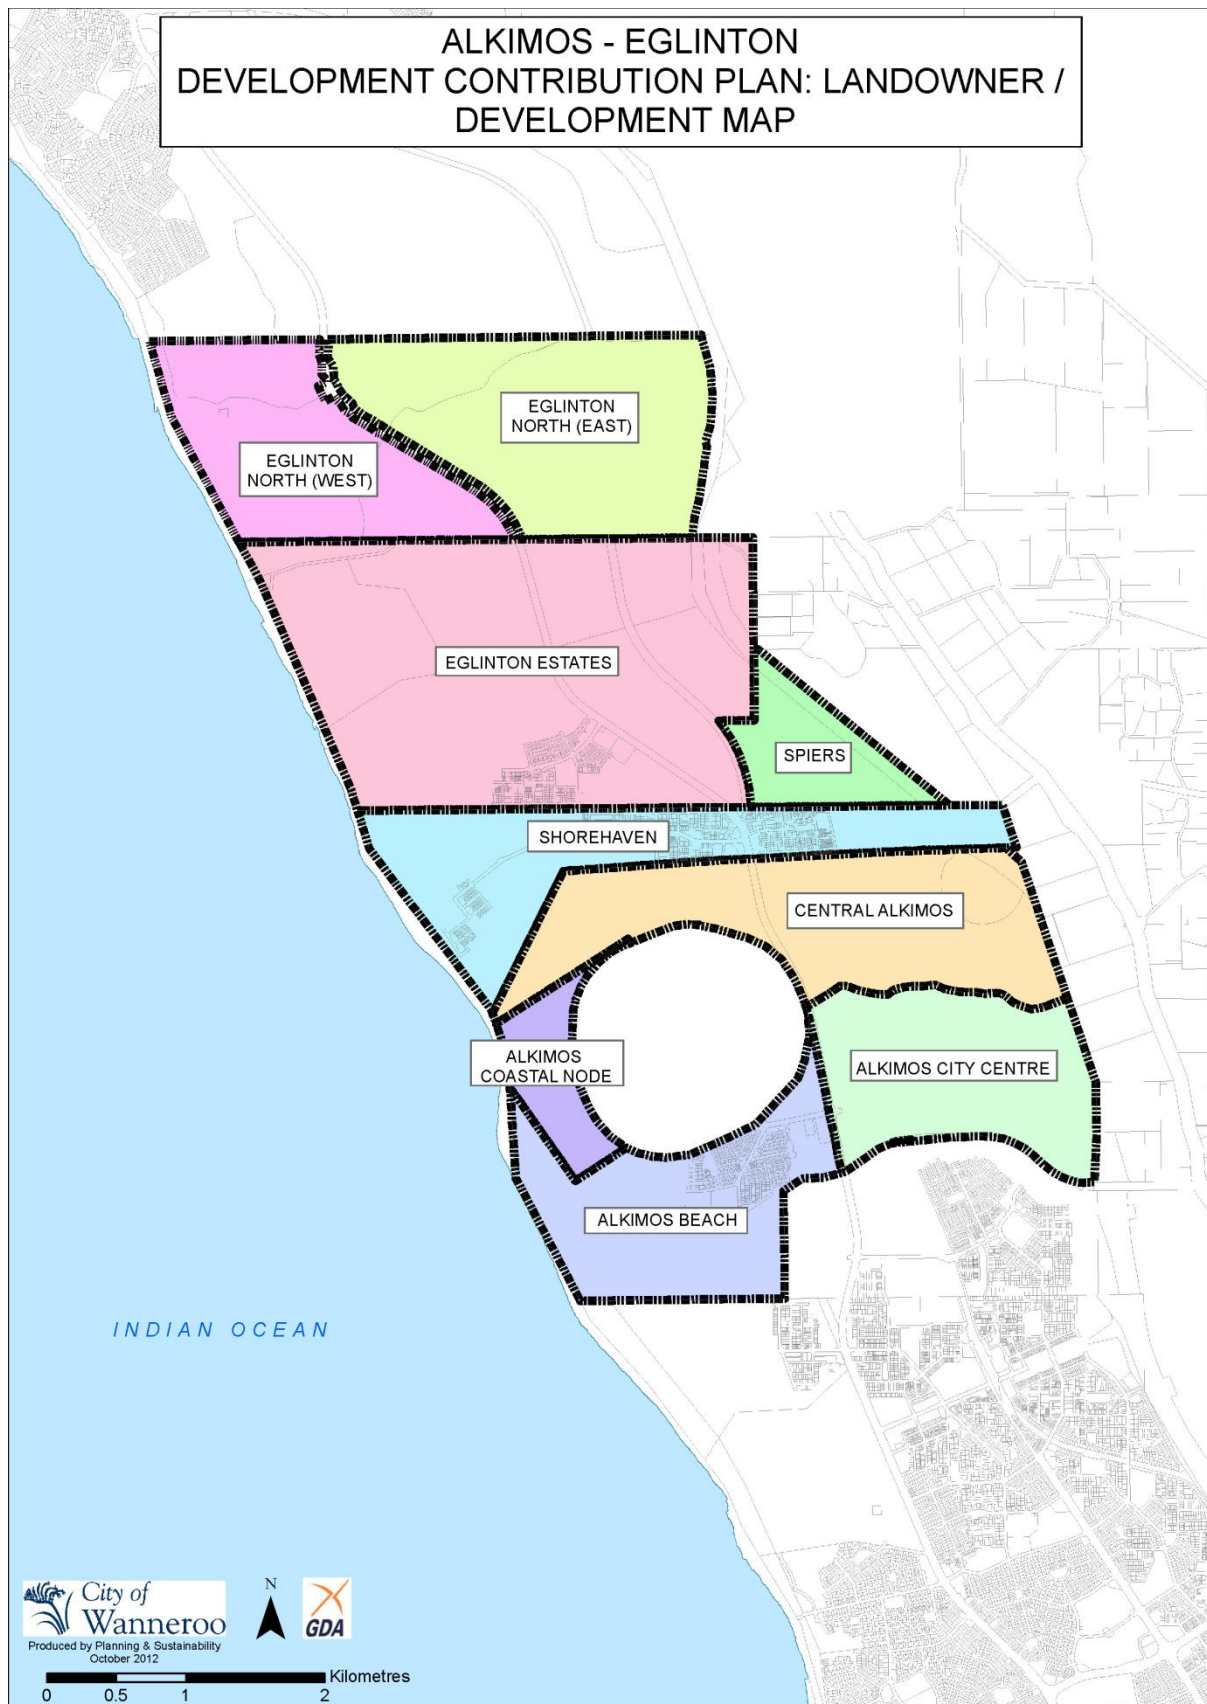 ALKIMOS - EGLINTON
DEVELOPMENT CONTRIBUTION PLAN: LANDOWNER /
DEVELOPMENT MAP
EGLINTON
NORTH (EAST)
EGLINTON
NORTH (WEST)
EGLINTON ESTATES
SPIERS
SHOREHAVEN
CENTRAL ALKIMOS
ALKIMOS
COASTAL NODE
ALKIMOS CITY CENTRE
ALKIMOS BEACH
INDIAN OCEAN
City of
Wanneroo
Produced by Planning & Sustainability
October 2012
N
GDA
Kilometres
0 0.5 1 2